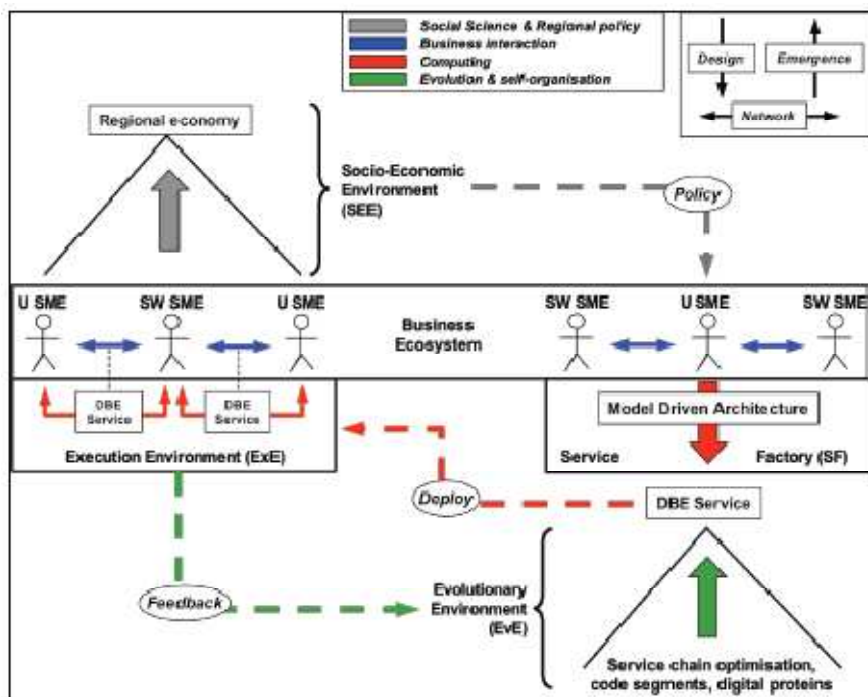 Social Science & Regional policy
Business interaction
Computing
Evolution & self-organisation
Design
Emergence
Network
Regional economy
Socio-Economic
Environment
(SEE)
Policy
U SME
SW SME
U SME
Business
Ecosystem
SW SME
U SME
SW SME
DBE
Service
DBE
Service
Execution Environment (ExE)
Model Driven Architecture
Service
Factory (SF)
Deploy
DBE Service
Feedback
Evolutionary
Environment
(EvE)
Service chain optimisation,
code segments, digital proteins